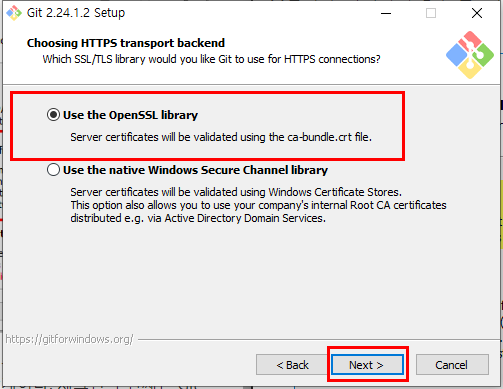 Git 2.24.1.2 Setup
Choosing HTTPS transport backend
Which SSL/TLS library would you like Git to use for HTTPS connections?
Use the OpenSSL library
Server certificates will be validated using the ca-bundle.crt file.
Use the native Windows Secure Channel library
Server certificates will be validated using Windows Certificate Stores.
This option also allows you to use your company's internal Root CA certificates
distributed e.g. via Active Directory Domain Services.
https://gitforwindows.org/
< Back
Next >
Cancel